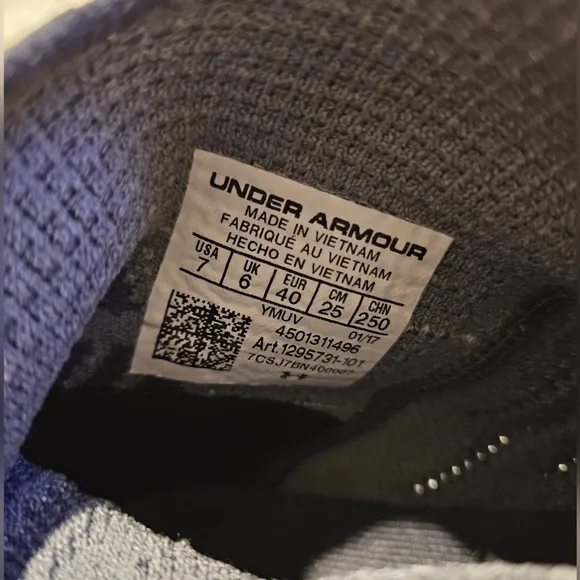 UNDER ARMOUR
MADE IN VIETNAM
FABRIQUÉ AU VIETNAM
HECHO EN VIETNAM
USA UK EUR CM CHN
7 6 40 25 250
YMUV 01/17
4501311496
Art.1295731-101